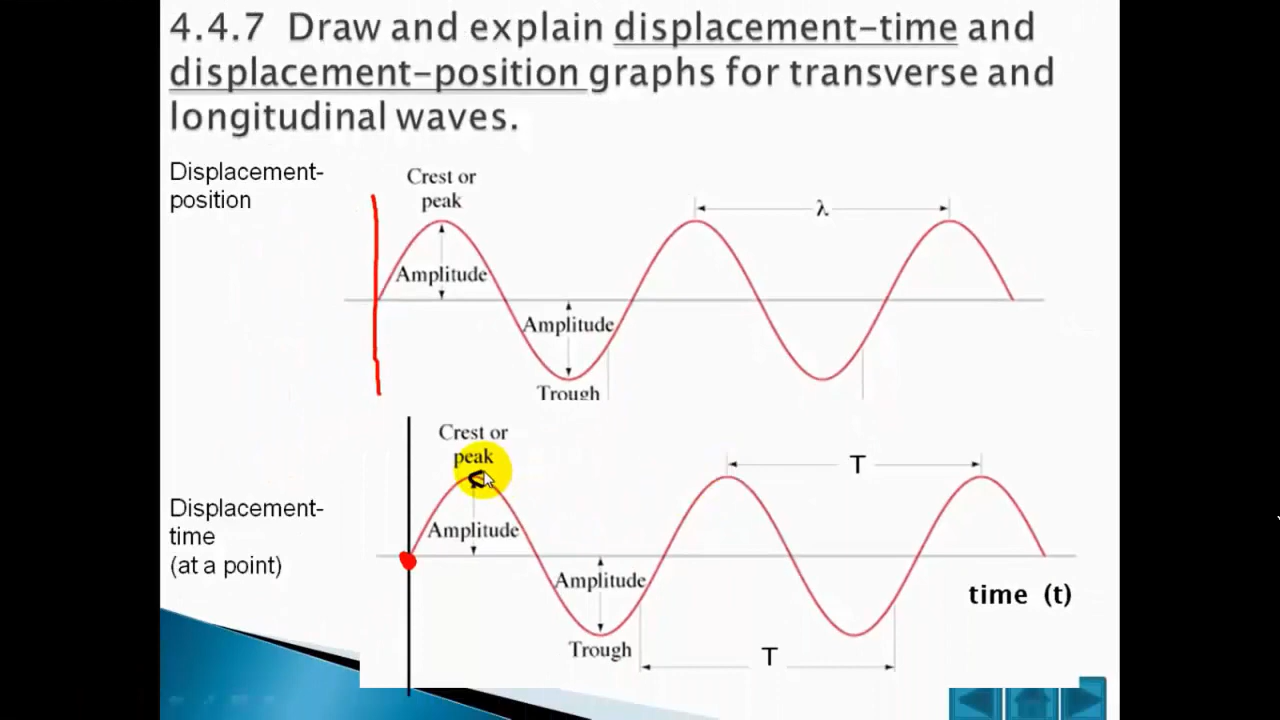 4.4.7 Draw and explain displacement-time and
displacement-position graphs for transverse and
longitudinal waves.
Displacement-
position
Crest or
peak
λ
Amplitude
Amplitude
Trough
Crest or
peak
T
Displacement-
time
(at a point)
Amplitude
Amplitude
time (t)
Trough
T